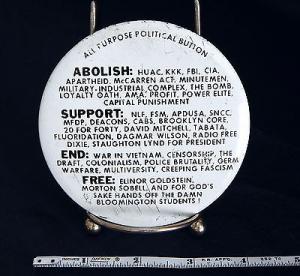 ALL PURPOSE POLITICAL BUTTON
ABOLISH: HUAC, KKK, FBI, CIA,
APARTHEID, McCARREN ACT, MINUTEMEN,
MILITARY-INDUSTRIAL COMPLEX, THE BOMB,
LOYALTY OATH, AMA, PROFIT, POWER ELITE,
CAPITAL PUNISHMENT
SUPPORT: NLF, FSM, APDUSA, SNCC,
MFDP, DEACONS, CABS, BROOKLYN CORE,
20 FOR FORTY, DAVID MITCHELL, TABATA,
FLUORIDATION, DAGMAR WILSON, RADIO FREE
DIXIE, STAUGHTON LYND FOR PRESIDENT
END: WAR IN VIETNAM, CENSORSHIP, THE
DRAFT, COLONIALISM, POLICE BRUTALITY, GERM
WARFARE, MULTIVERSITY, CREEPING FASCISM
FREE: ELINOR GOLDSTEIN,
MORTON SOBELL, AND FOR GOD'S
SAKE HANDS OFF THE DAMN
BLOOMINGTON STUDENTS!